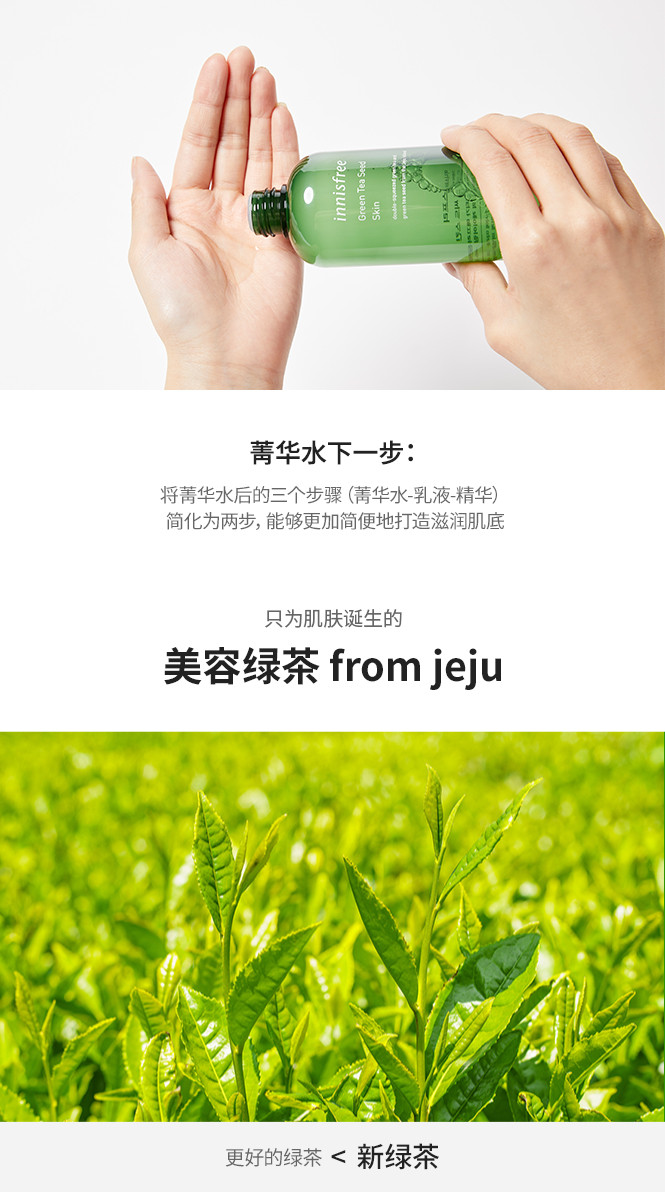 innisfree
Green Tea Seed
Skin
菁华水下一步：
将菁华水后的三个步骤（菁华水-乳液-精华）
简化为两步，能够更加简便地打造滋润肌底
只为肌肤诞生的
美容绿茶 from jeju
更好的绿茶 < 新绿茶